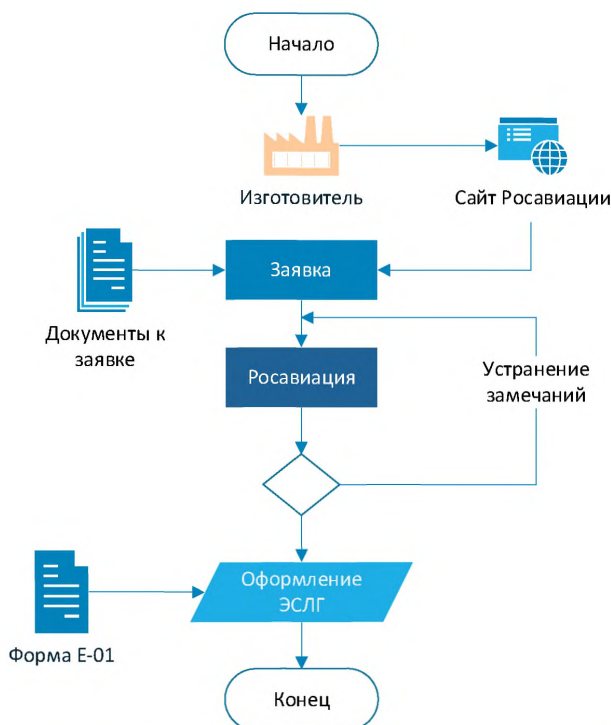 Начало
Изготовитель
Сайт Росавиации
Заявка
Документы к
заявке
Росавиация
Устранение
замечаний
Оформление
ЭСЛГ
Форма Е-01
Конец